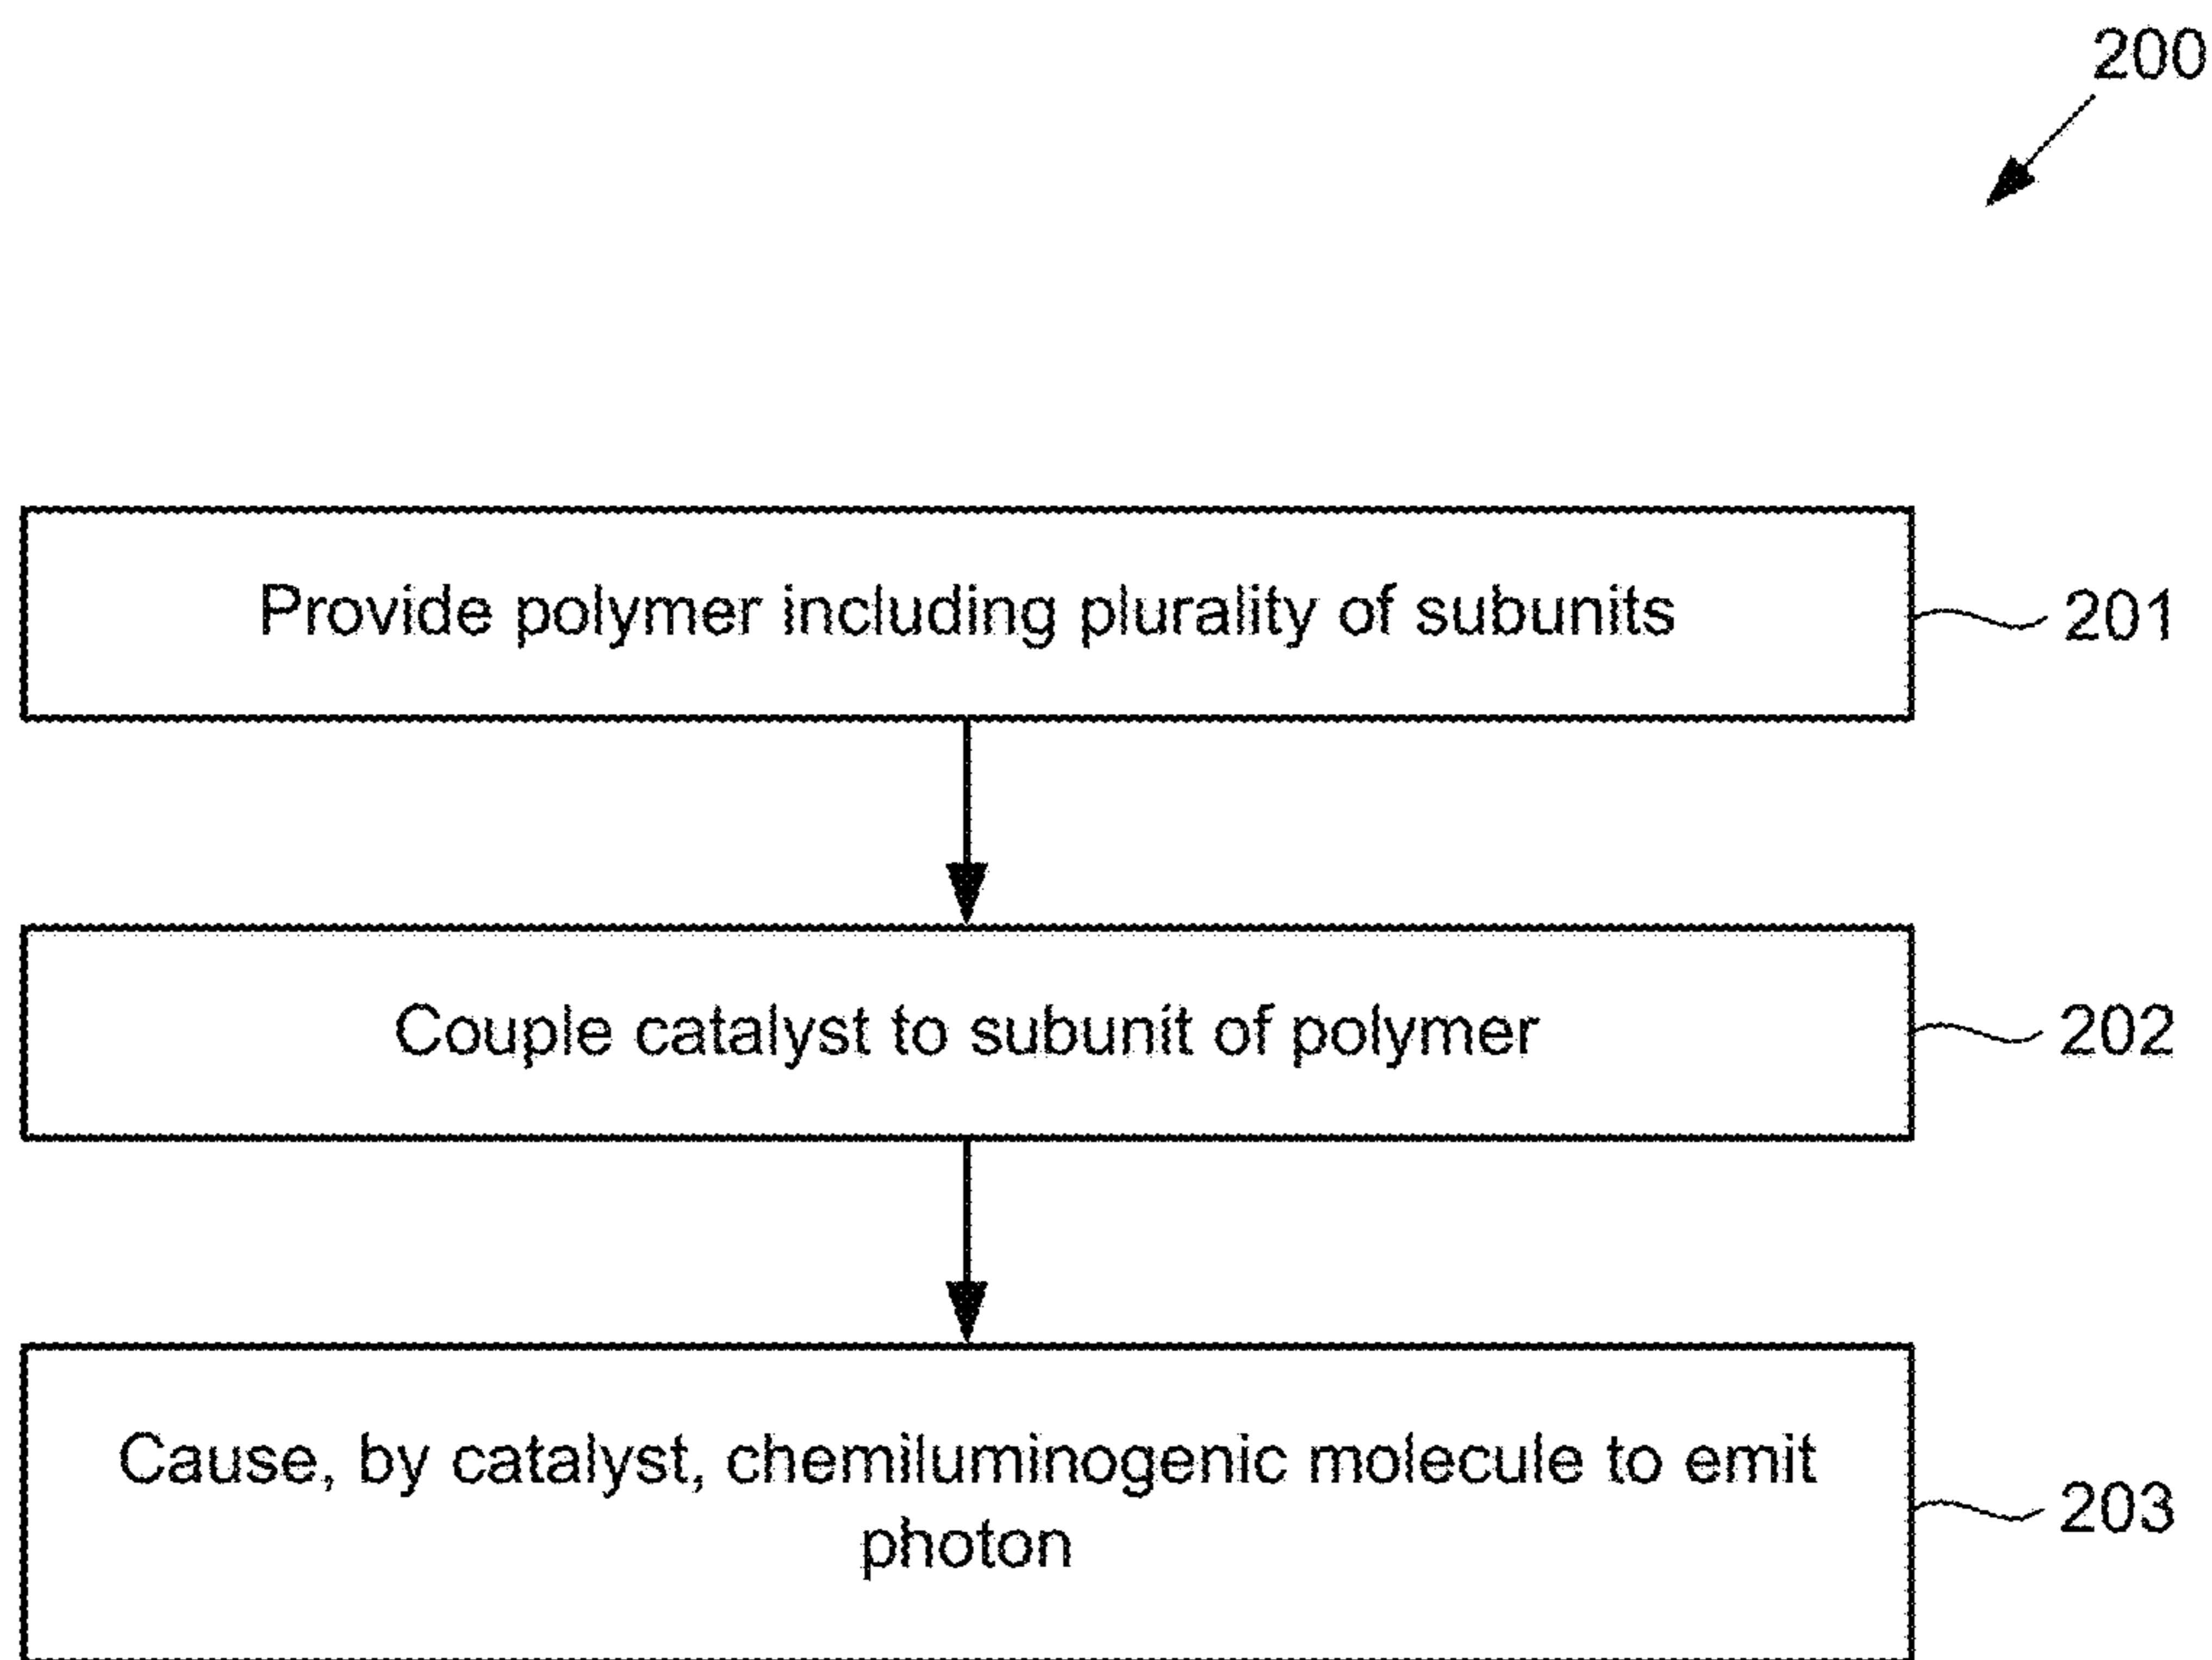 200
Provide polymer including plurality of subunits
201
Couple catalyst to subunit of polymer
202
Cause, by catalyst, chemiluminogenic molecule to emit
photon
203